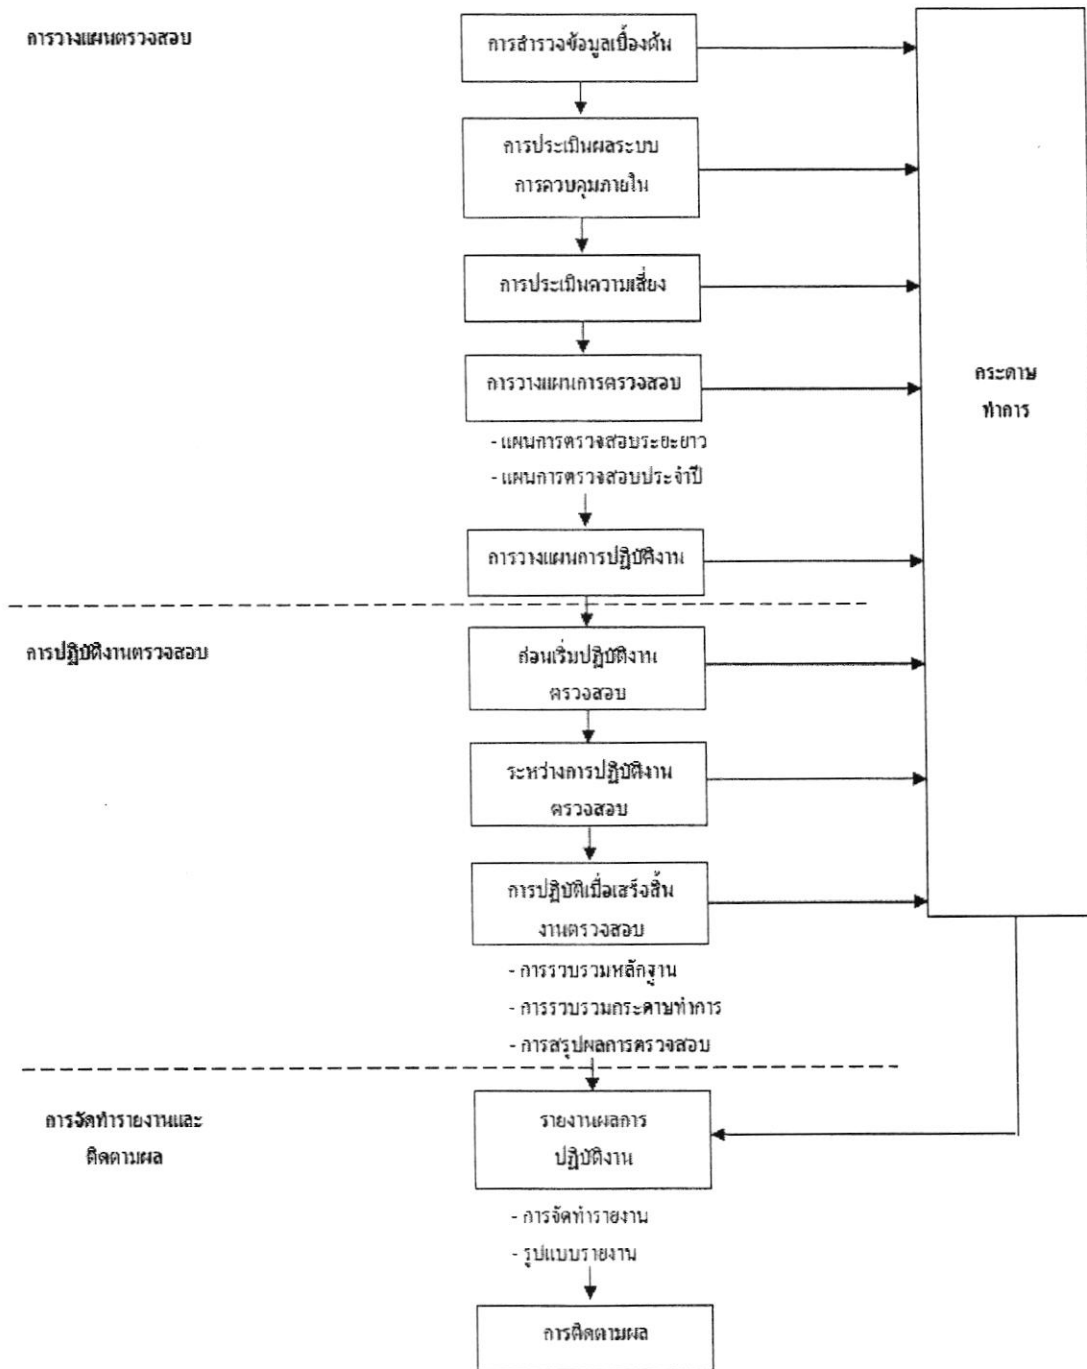 การวางแผนตรวจสอบ
การสำรวจข้อมูลเบื้องต้น
การประเมินผลระบบ
การควบคุมภายใน
การประเมินความเสี่ยง
การวางแผนการตรวจสอบ
- แผนการตรวจสอบระยะยาว
- แผนการตรวจสอบประจำปี
การวางแผนการปฏิบัติงาน
กระดาษ
ทำการ
การปฏิบัติงานตรวจสอบ
ก่อนเริ่มปฏิบัติงาน
ตรวจสอบ
ระหว่างการปฏิบัติงาน
ตรวจสอบ
การปฏิบัติเมื่อเสร็จสิ้น
งานตรวจสอบ
- การรวบรวมหลักฐาน
- การรวบรวมกระดาษทำการ
- การสรุปผลการตรวจสอบ
การจัดทำรายงานและ
ติดตามผล
รายงานผลการ
ปฏิบัติงาน
- การจัดทำรายงาน
- รูปแบบรายงาน
การติดตามผล